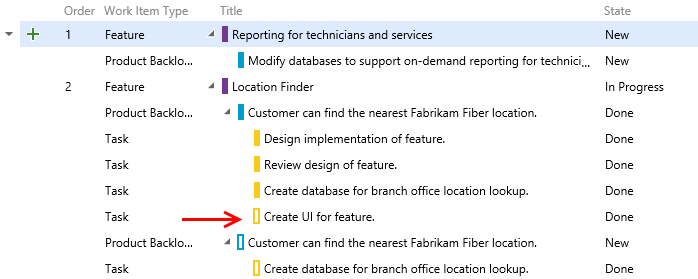 Order Work Item Type Title State
1 Feature Reporting for technicians and services New
Product Backlo... Modify databases to support on-demand reporting for technici... New
2 Feature Location Finder In Progress
Product Backlo... Customer can find the nearest Fabrikam Fiber location. Done
Task Design implementation of feature. Done
Task Review design of feature. Done
Task Create database for branch office location lookup. Done
Task Create UI for feature. Done
Product Backlo... Customer can find the nearest Fabrikam Fiber location. New
Task Create database for branch office location lookup. Done